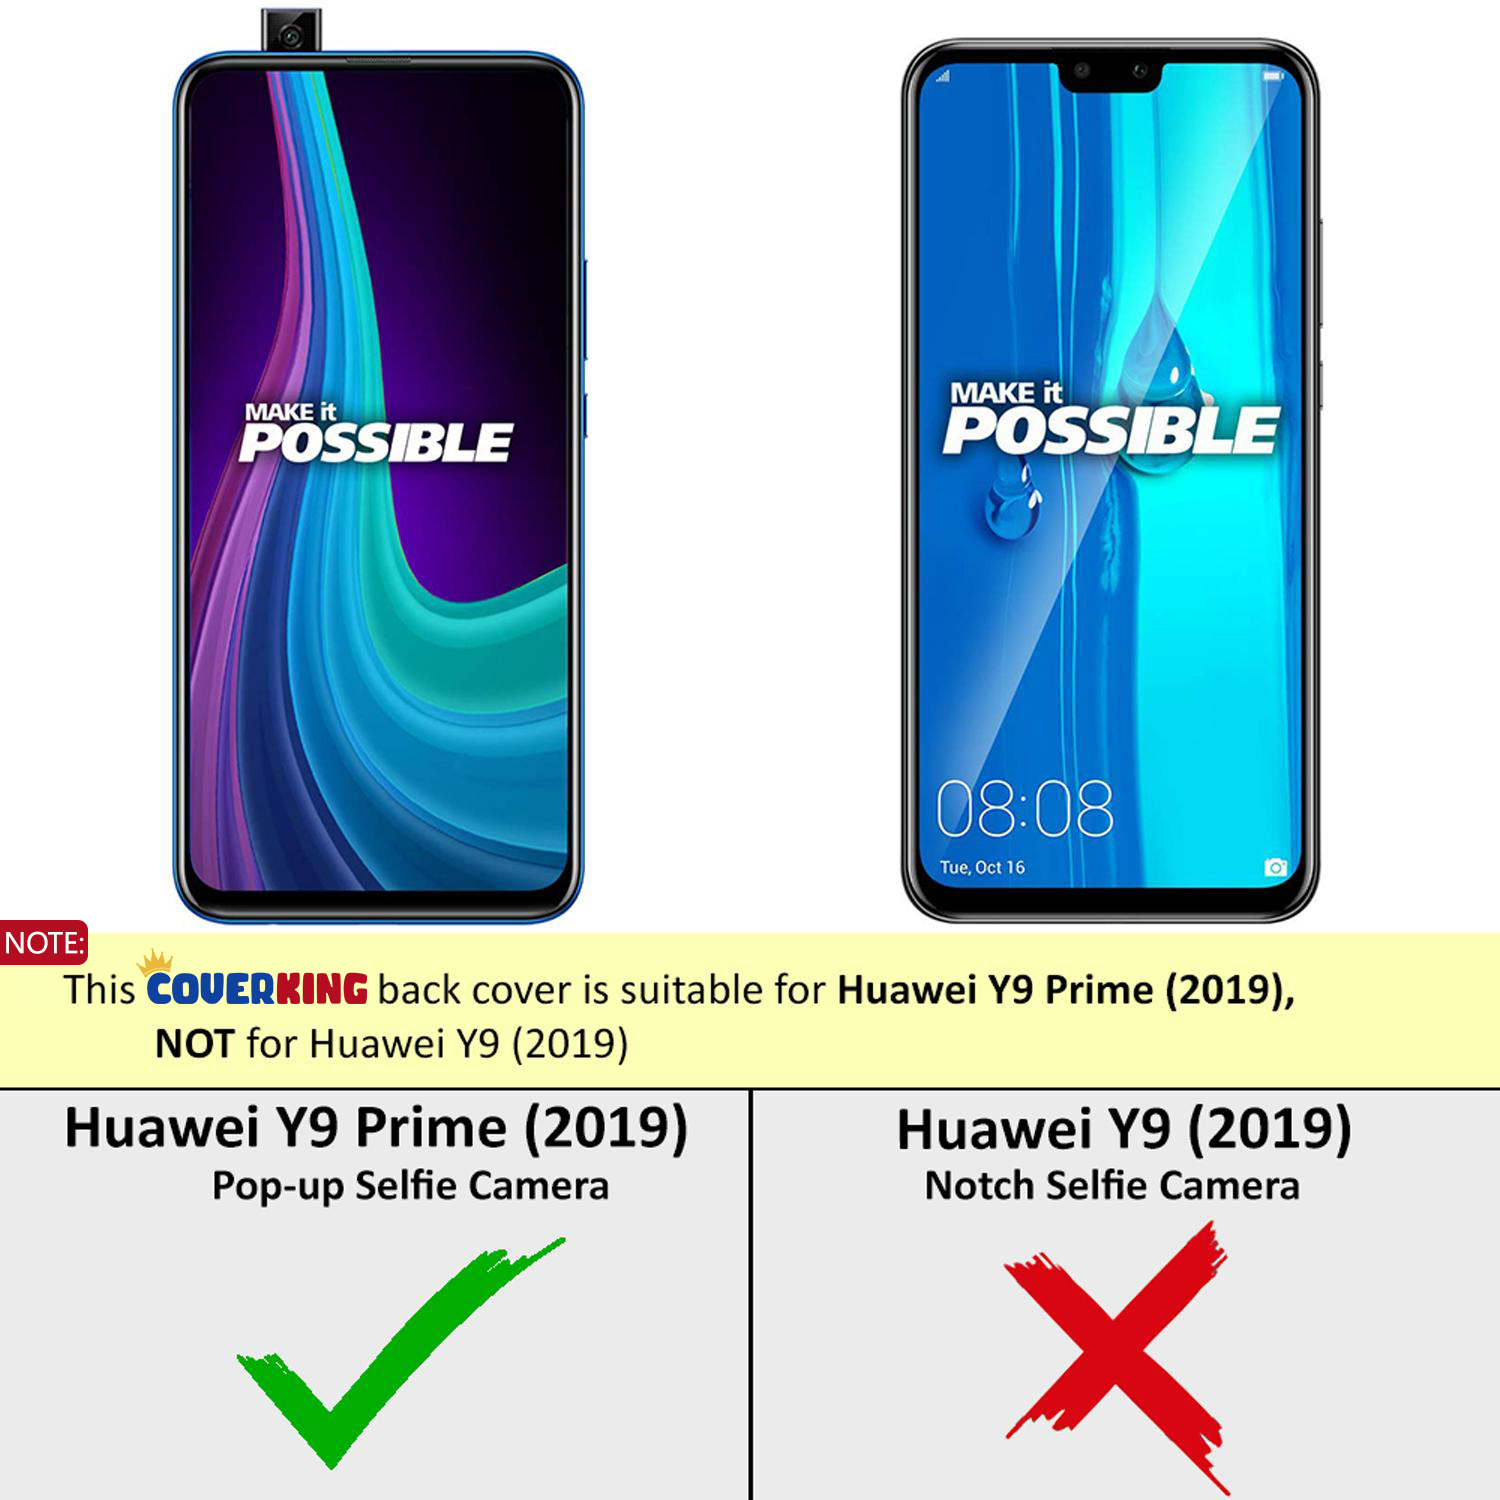 MAKE it
POSSIBLE
MAKE it
POSSIBLE
08:08
Tue, Oct 16
NOTE:
This COVERKING back cover is suitable for Huawei Y9 Prime (2019),
NOT for Huawei Y9 (2019)
Huawei Y9 Prime (2019)
Pop-up Selfie Camera
Huawei Y9 (2019)
Notch Selfie Camera